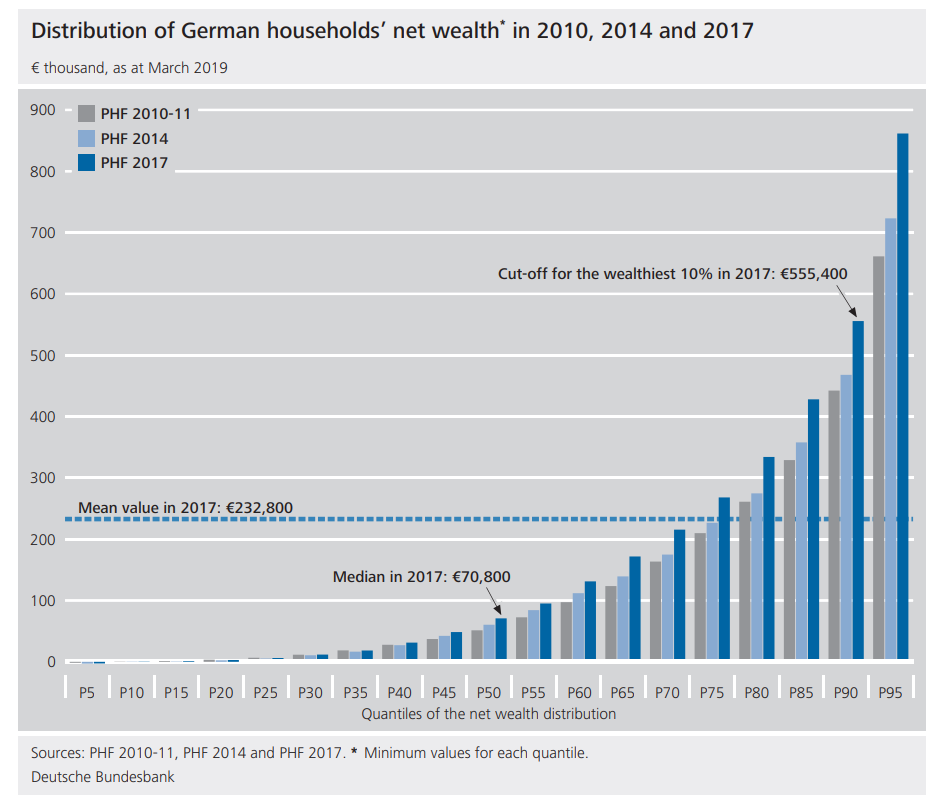 Distribution of German households’ net wealth* in 2010, 2014 and 2017
€ thousand, as at March 2019
900
PHF 2010-11
PHF 2014
PHF 2017
800
700
Cut-off for the wealthiest 10% in 2017: €555,400
600
500
400
300
Mean value in 2017: €232,800
200
Median in 2017: €70,800
100
0
P5 P10 P15 P20 P25 P30 P35 P40 P45 P50 P55 P60 P65 P70 P75 P80 P85 P90 P95
Quantiles of the net wealth distribution
Sources: PHF 2010-11, PHF 2014 and PHF 2017. * Minimum values for each quantile.
Deutsche Bundesbank